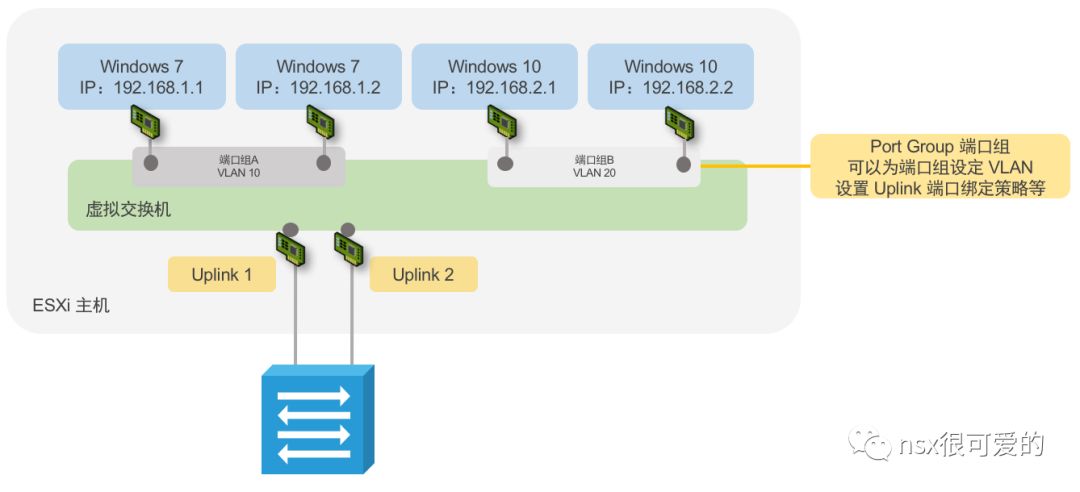 Windows 7
IP：192.168.1.1
Windows 7
IP：192.168.1.2
Windows 10
IP：192.168.2.1
Windows 10
IP：192.168.2.2
端口组A
VLAN 10
端口组B
VLAN 20
Port Group 端口组
可以为端口组设定 VLAN
设置 Uplink 端口绑定策略等
虚拟交换机
Uplink 1
Uplink 2
ESXi 主机
nsx很可爱的